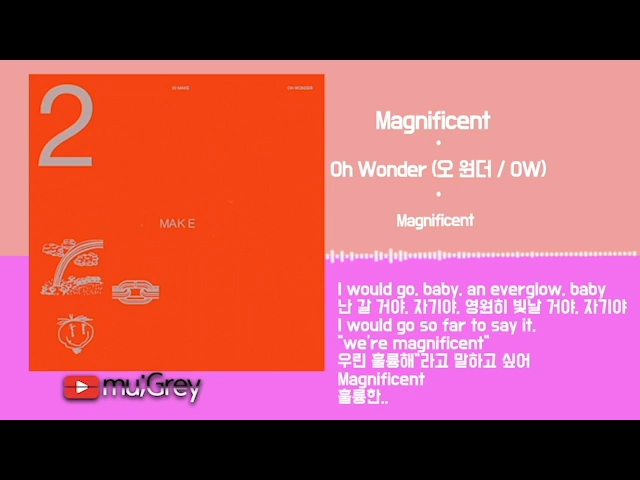 2
22 MAKE
OH WONDER
MAKE
Magnificent
Oh Wonder (오 원더 / OW)
Magnificent
I would go, baby, an everglow, baby
난 갈 거야, 자기야, 영원히 빛날 거야, 자기야
I would go so far to say it,
"we're magnificent"
우린 훌륭해"라고 말하고 싶어
Magnificent
훌륭한..
mu;Grey